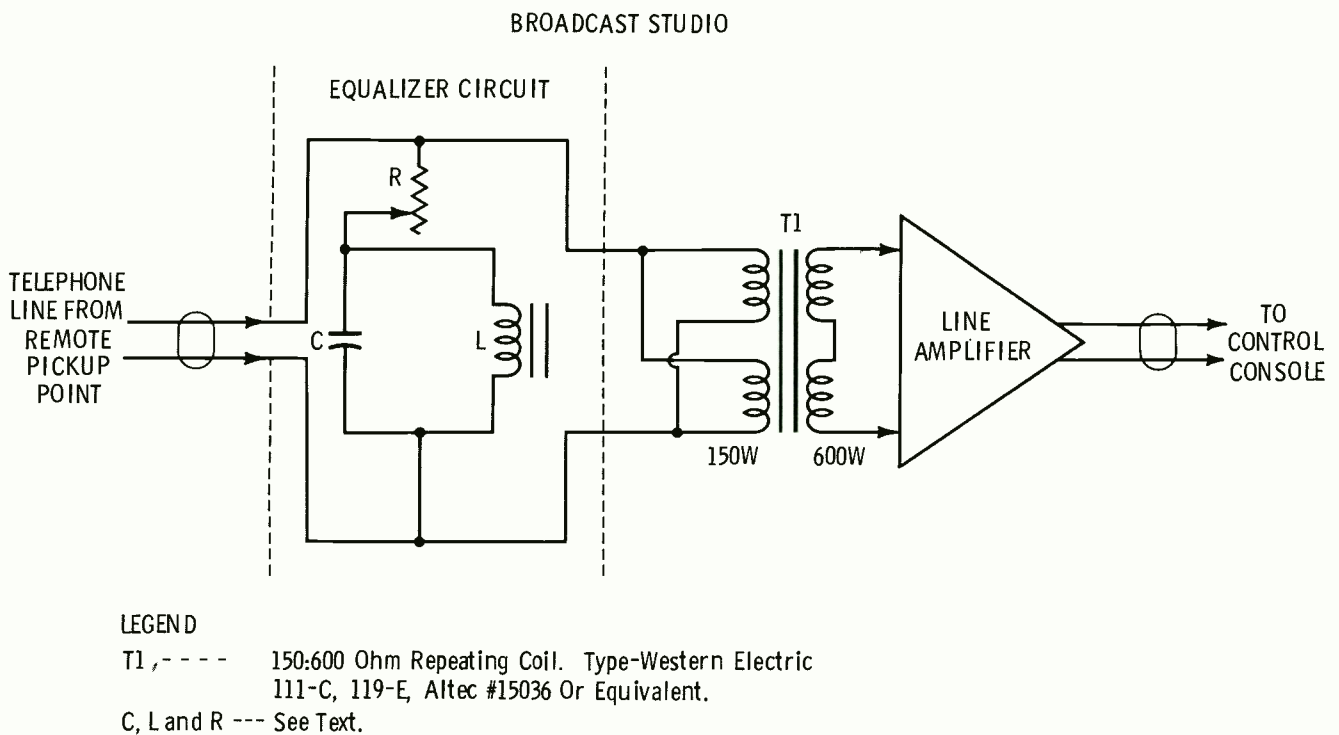 BROADCAST STUDIO
EQUALIZER CIRCUIT
R
T1
TELEPHONE
LINE FROM
REMOTE
PICKUP
POINT
C
L
LINE
AMPLIFIER
TO
CONTROL
CONSOLE
150W
600W
LEGEND
T1,---- 150:600 Ohm Repeating Coil. Type-Western Electric
111-C, 119-E, Altec #15036 Or Equivalent.
C, L and R --- See Text.